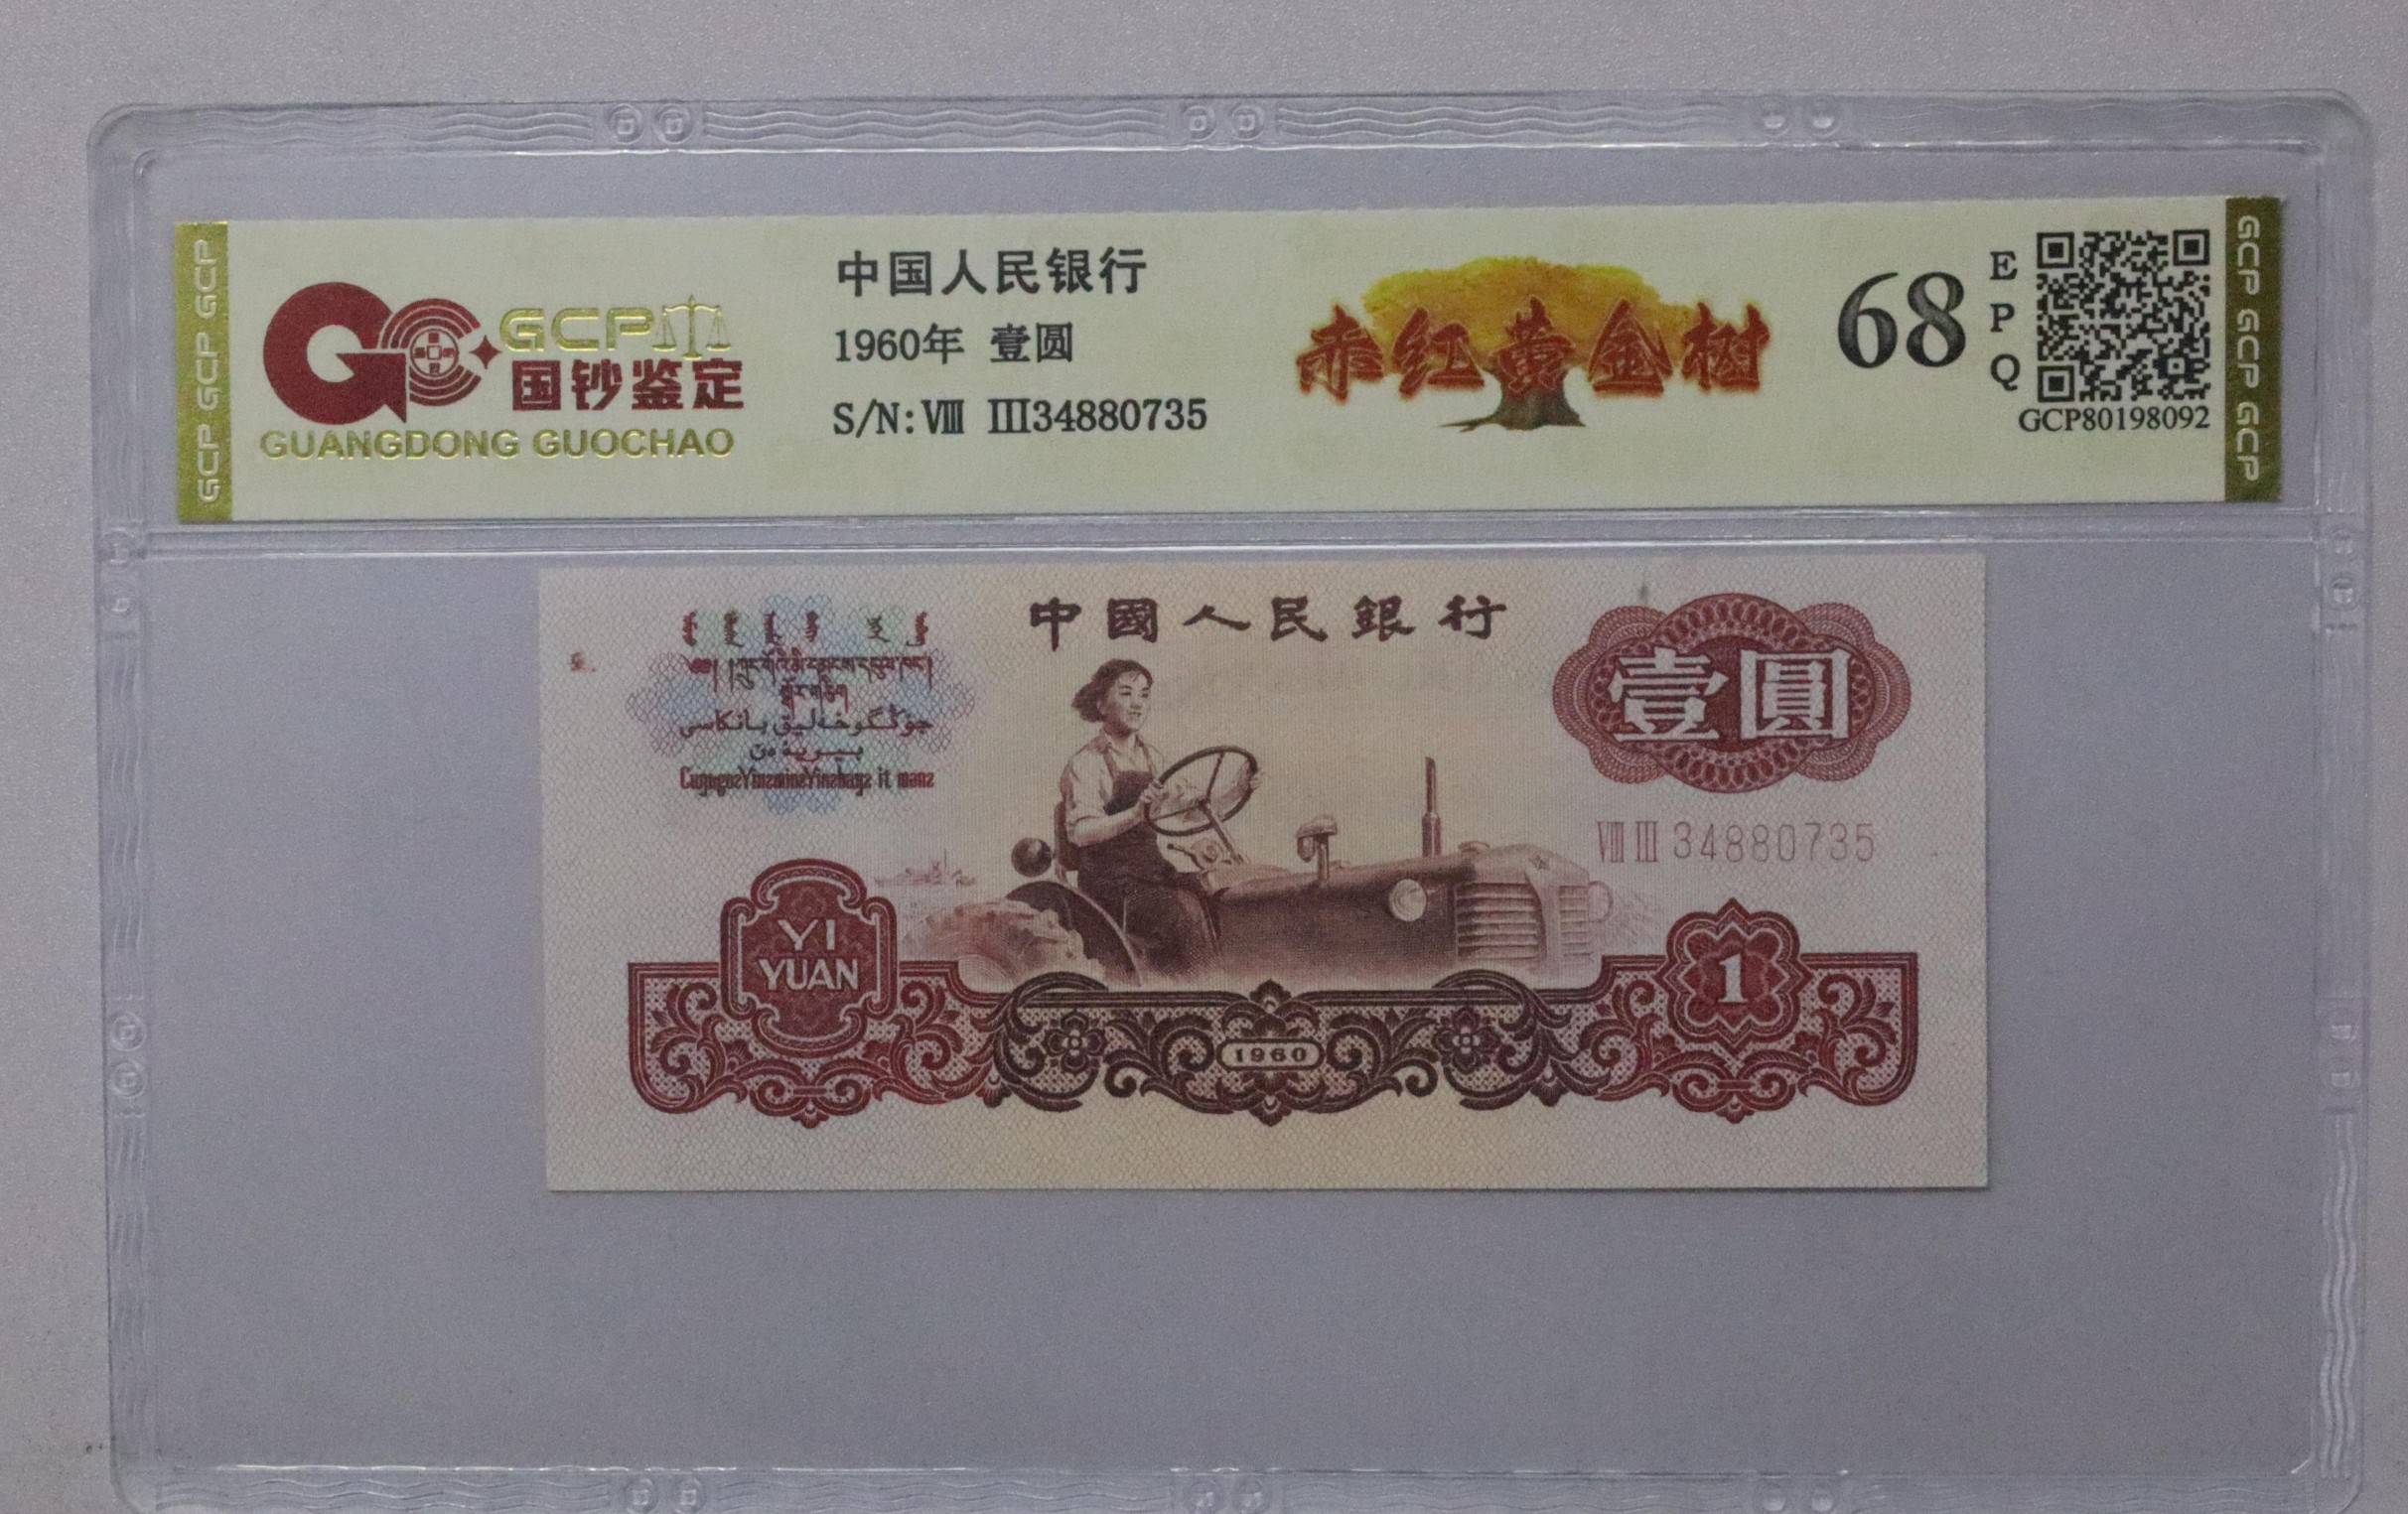 GCP GCP GCP
GCP
国钞鉴定
GUANGDONG GUOCHAO
中国人民银行
1960年 壹圆
S/N: Ⅷ Ⅲ34880735
赤红黄金树
68
E
P
Q
GCP80198092
GCP GCP GCP
中國人民銀行
壹圓
Ⅷ Ⅲ 34880735
YI
YUAN
1960
1